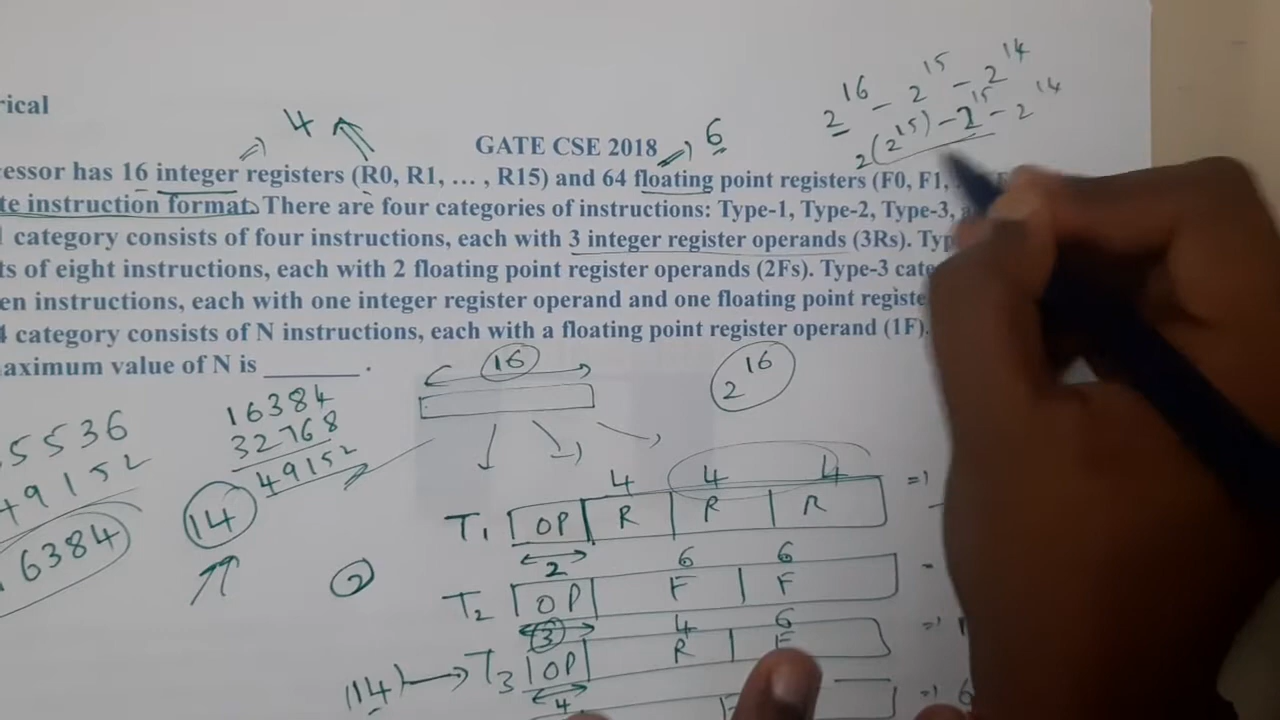 rical
2^16 - 2^15 - 2^14
2(2^15) - 2^15 - 2^14
4
6
GATE CSE 2018
cessor has 16 integer registers (R0, R1, … , R15) and 64 floating point registers (F0, F1,
te instruction format. There are four categories of instructions: Type-1, Type-2, Type-3,
category consists of four instructions, each with 3 integer register operands (3Rs). Typ
ts of eight instructions, each with 2 floating point register operands (2Fs). Type-3 cate
en instructions, each with one integer register operand and one floating point registe
4 category consists of N instructions, each with a floating point register operand (1F).
aximum value of N is ________ .
16
2^16
16384
32768
49152
5536
49152
6384
14
4 4 4
T1 OP R R R
2
2
6 6
T2 OP F F
3
4 6
(14) → T3 OP R F
4